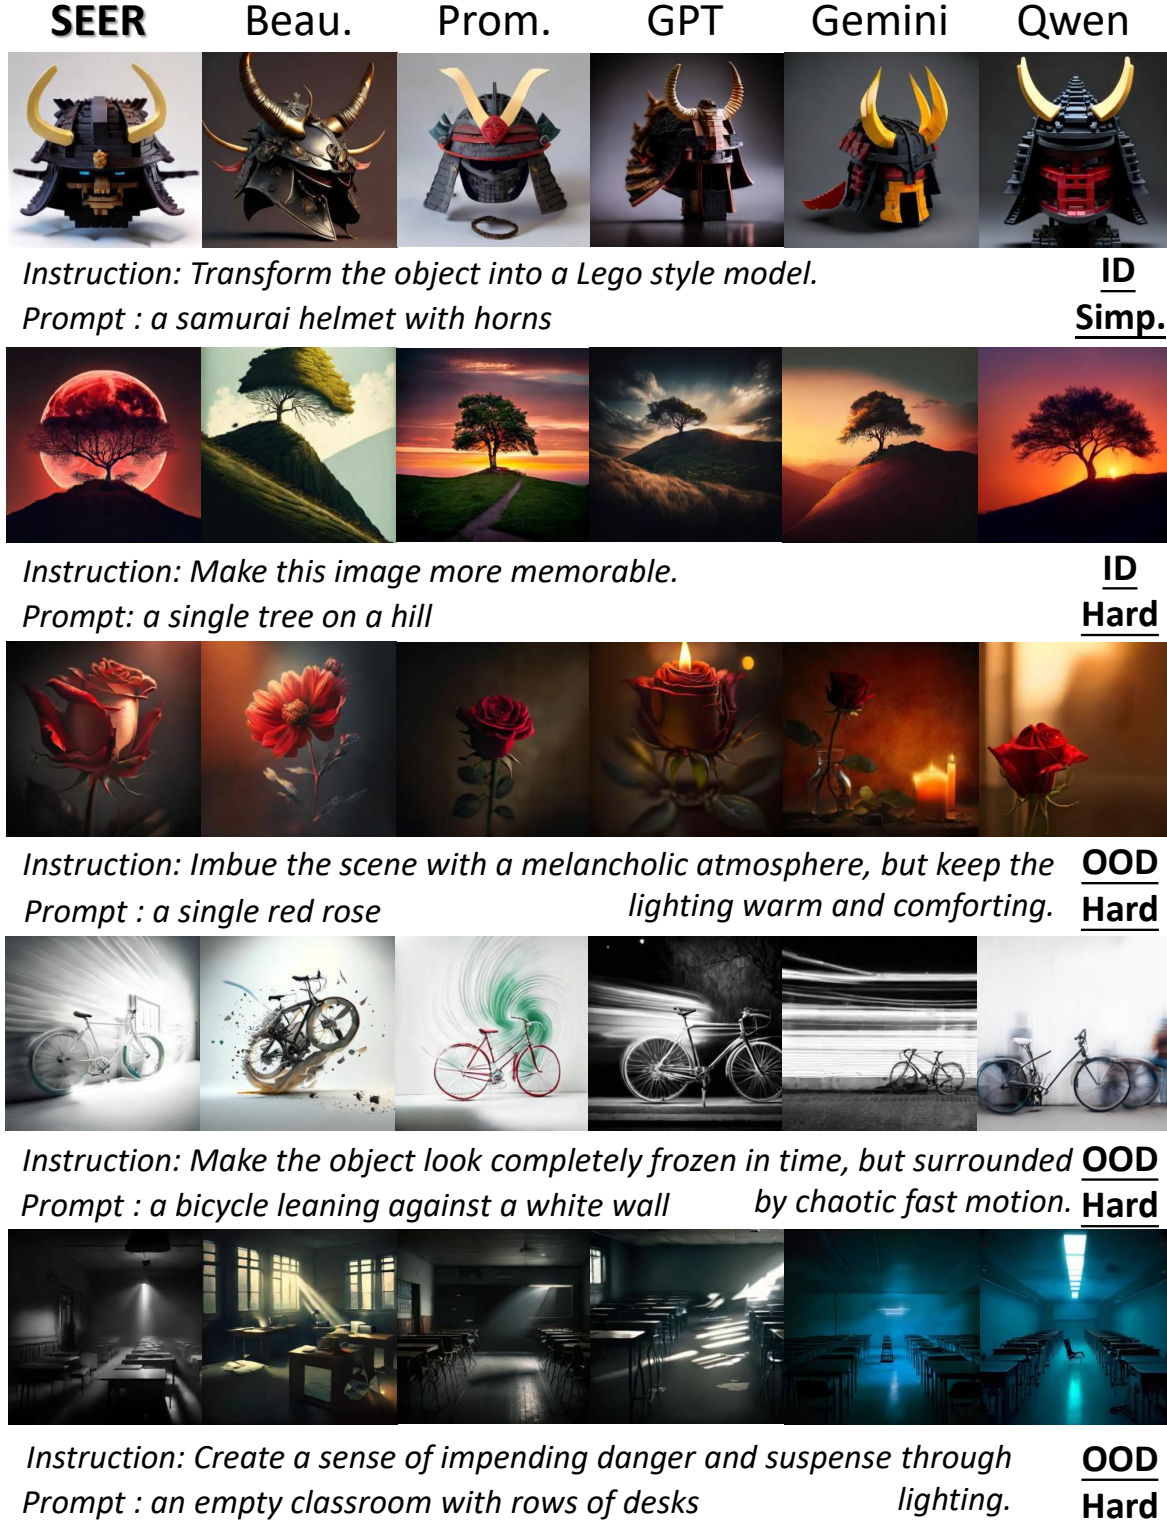 SEER Beau. Prom. GPT Gemini Qwen
Instruction: Transform the object into a Lego style model. ID
Prompt : a samurai helmet with horns Simp.
Instruction: Make this image more memorable. ID
Prompt: a single tree on a hill Hard
Instruction: Imbue the scene with a melancholic atmosphere, but keep the OOD
lighting warm and comforting.
Prompt : a single red rose Hard
Instruction: Make the object look completely frozen in time, but surrounded OOD
by chaotic fast motion.
Prompt : a bicycle leaning against a white wall Hard
Instruction: Create a sense of impending danger and suspense through OOD
lighting.
Prompt : an empty classroom with rows of desks Hard